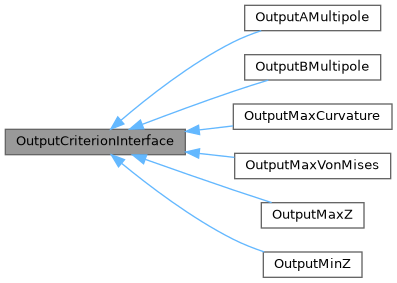 OutputAMultipole
OutputBMultipole
OutputMaxCurvature
OutputCriterionInterface
OutputMaxVonMises
OutputMaxZ
OutputMinZ